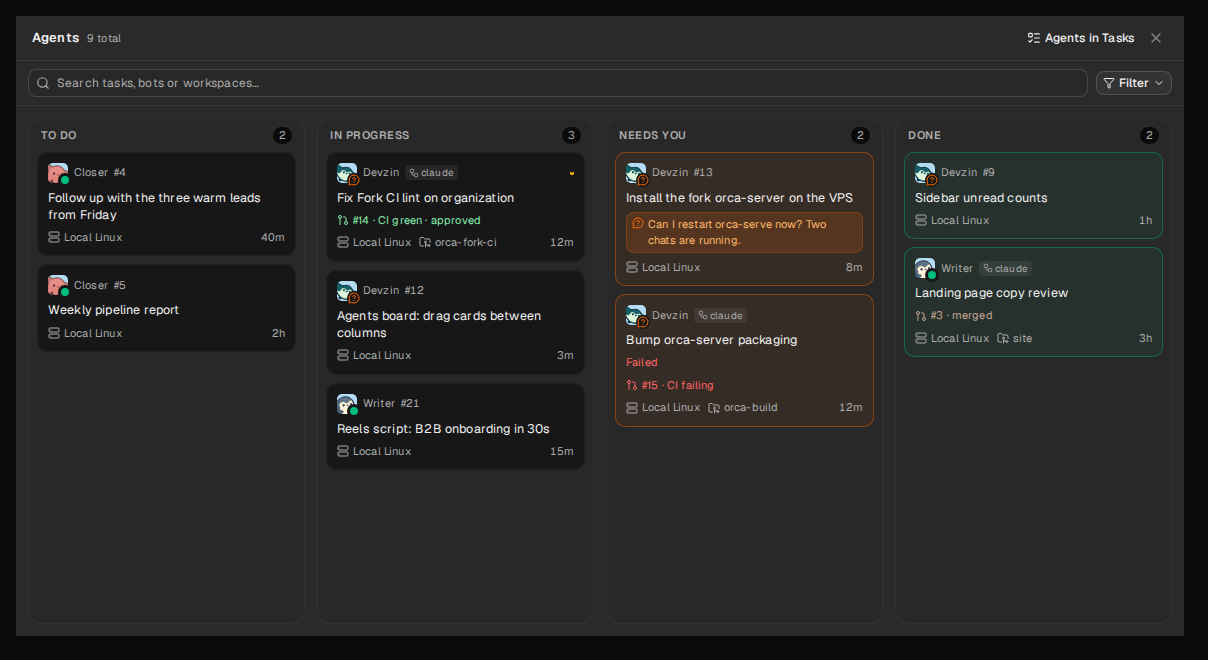 Agents 9 total
Agents in Tasks
Search tasks, bots or workspaces…
Filter
TO DO 2
Closer #4
Follow up with the three warm leads
from Friday
Local Linux 40m
Closer #5
Weekly pipeline report
Local Linux 2h
IN PROGRESS 3
Devzin claude
Fix Fork CI lint on organization
#14 · CI green · approved
Local Linux orca-fork-ci 12m
Devzin #12
Agents board: drag cards between
columns
Local Linux 3m
Writer #21
Reels script: B2B onboarding in 30s
Local Linux 15m
NEEDS YOU 2
Devzin #13
Install the fork orca-server on the VPS
Can I restart orca-serve now? Two
chats are running.
Local Linux 8m
Devzin claude
Bump orca-server packaging
Failed
#15 · CI failing
Local Linux orca-build 12m
DONE 2
Devzin #9
Sidebar unread counts
Local Linux 1h
Writer claude
Landing page copy review
#3 · merged
Local Linux site 3h